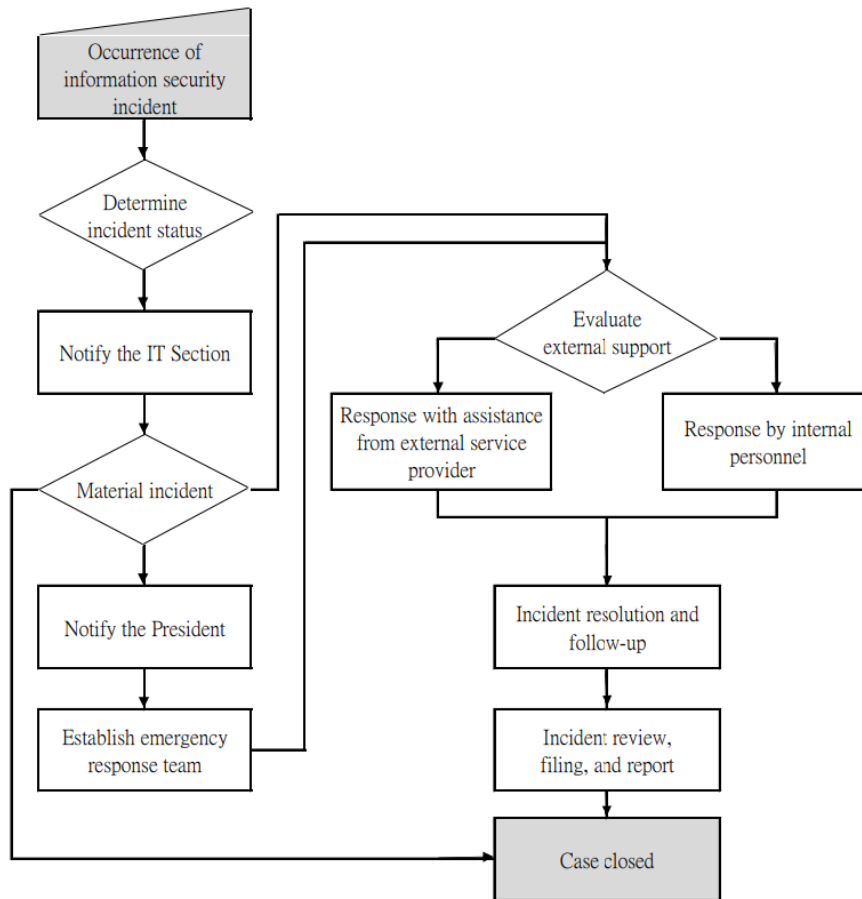 Occurrence of
information security
incident
Determine
incident status
Notify the IT Section
Material incident
Notify the President
Establish emergency
response team
Evaluate
external support
Response with assistance
from external service
provider
Response by internal
personnel
Incident resolution and
follow-up
Incident review,
filing, and report
Case closed